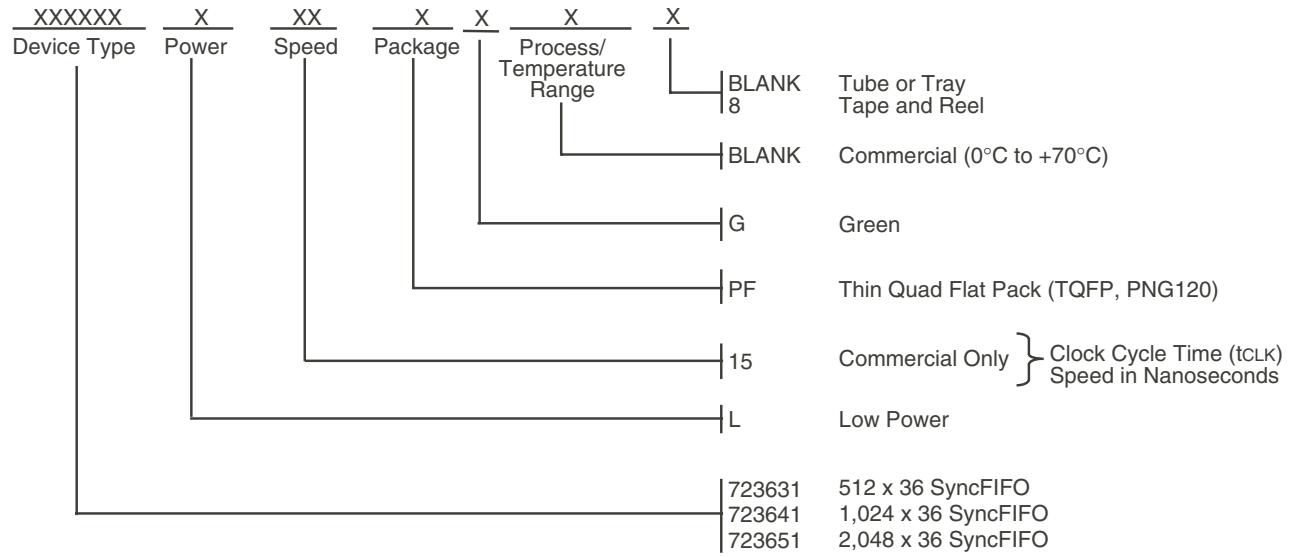 XXXXXX X XX X X X X
Device Type Power Speed Package Process/
Temperature
Range
BLANK Tube or Tray
8 Tape and Reel
BLANK Commercial (0°C to +70°C)
G Green
PF Thin Quad Flat Pack (TQFP, PNG120)
15 Commercial Only Clock Cycle Time (tCLK)
Speed in Nanoseconds
L Low Power
723631 512 x 36 SyncFIFO
723641 1,024 x 36 SyncFIFO
723651 2,048 x 36 SyncFIFO